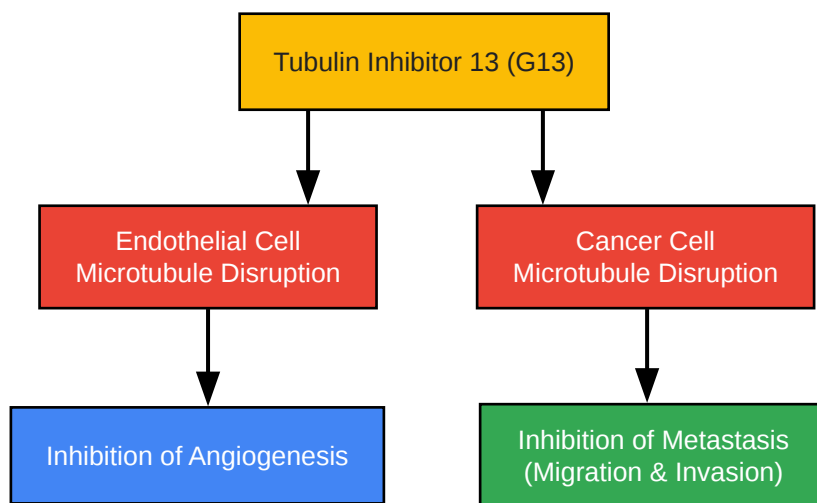 Tubulin Inhibitor 13 (G13)
Endothelial Cell
Microtubule Disruption
Cancer Cell
Microtubule Disruption
Inhibition of Angiogenesis
Inhibition of Metastasis
(Migration & Invasion)